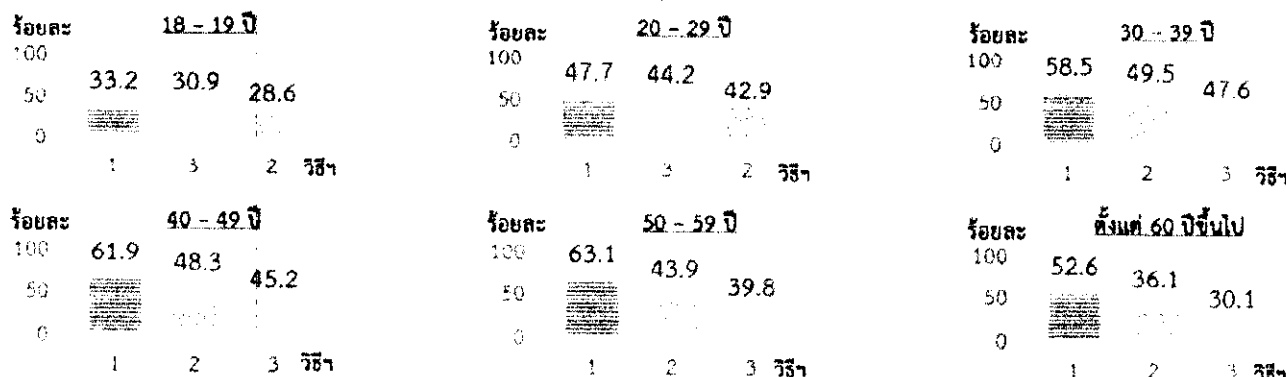 ร้อยละ 18 - 19 ปี
100
33.2 30.9 28.6
50
0
1 3 2 วิธีฯ
ร้อยละ 20 - 29 ปี
100
47.7 44.2 42.9
50
0
1 3 2 วิธีฯ
ร้อยละ 30 - 39 ปี
100
58.5 49.5 47.6
50
0
1 2 3 วิธีฯ
ร้อยละ 40 - 49 ปี
100
61.9 48.3 45.2
50
0
1 2 3 วิธีฯ
ร้อยละ 50 - 59 ปี
100
63.1 43.9 39.8
50
0
1 2 3 วิธีฯ
ร้อยละ ตั้งแต่ 60 ปีขึ้นไป
100
52.6 36.1 30.1
50
0
1 2 3 วิธีฯ